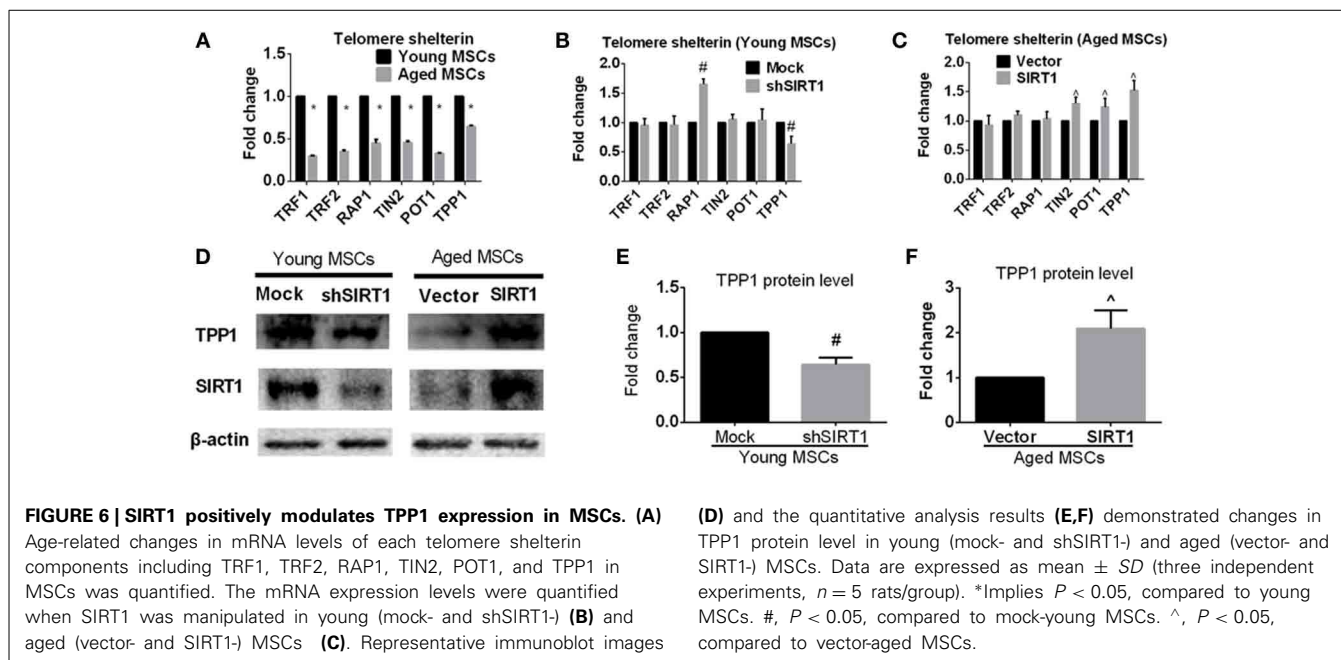 A
Telomere shelterin
Young MSCs
Aged MSCs
Fold change
1.0
0.5
0.0
* * * * * *
TRF1 TRF2 RAP1 TIN2 POT1 TPP1
B
Telomere shelterin (Young MSCs)
Mock
shSIRT1
Fold change
2.0
1.5
1.0
0.5
0.0
# #
TRF1 TRF2 RAP1 TIN2 POT1 TPP1
C
Telomere shelterin (Aged MSCs)
Vector
SIRT1
Fold change
2.0
1.5
1.0
0.5
0.0
^ ^ ^
TRF1 TRF2 RAP1 TIN2 POT1 TPP1
D
Young MSCs Aged MSCs
Mock shSIRT1 Vector SIRT1
TPP1
SIRT1
β-actin
E
TPP1 protein level
Fold change
1.5
1.0
0.5
0.0
#
Mock shSIRT1
Young MSCs
F
TPP1 protein level
Fold change
3
2
1
0
^
Vector SIRT1
Aged MSCs
FIGURE 6 | SIRT1 positively modulates TPP1 expression in MSCs. (A)
Age-related changes in mRNA levels of each telomere shelterin
components including TRF1, TRF2, RAP1, TIN2, POT1, and TPP1 in
MSCs was quantified. The mRNA expression levels were quantified
when SIRT1 was manipulated in young (mock- and shSIRT1-) (B) and
aged (vector- and SIRT1-) MSCs (C). Representative immunoblot images
(D) and the quantitative analysis results (E,F) demonstrated changes in
TPP1 protein level in young (mock- and shSIRT1-) and aged (vector- and
SIRT1-) MSCs. Data are expressed as mean ± SD (three independent
experiments, n = 5 rats/group). *Implies P < 0.05, compared to young
MSCs. #, P < 0.05, compared to mock-young MSCs. ^, P < 0.05,
compared to vector-aged MSCs.